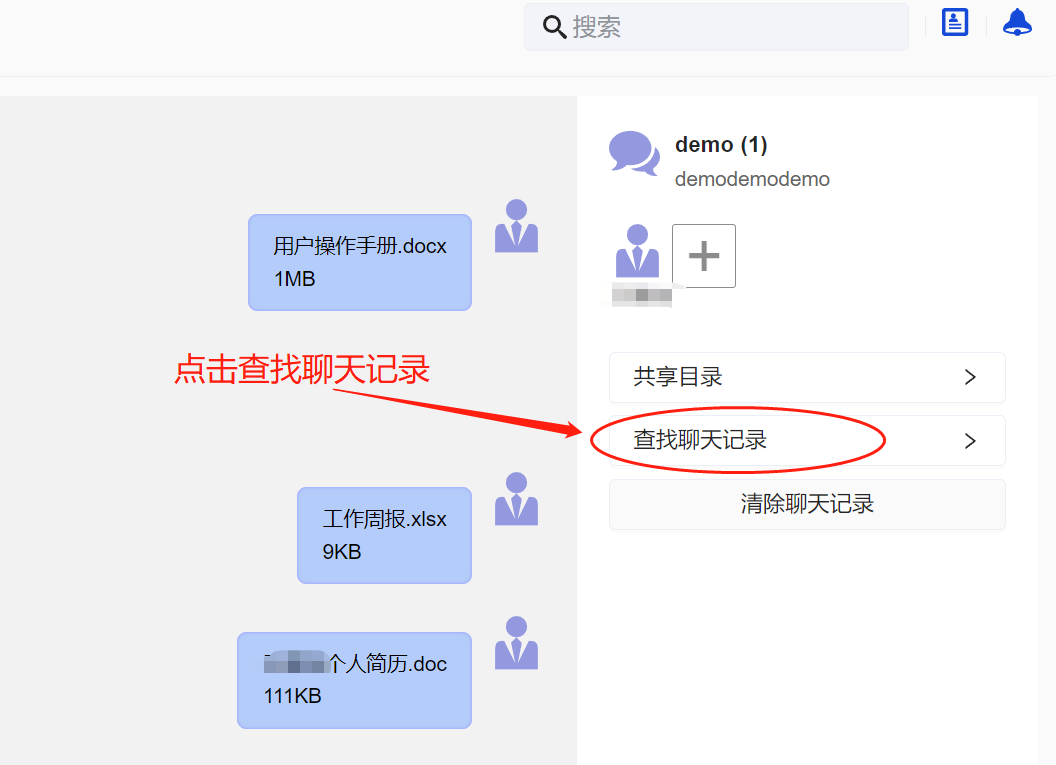 搜索
demo (1)
demodemodemo
用户操作手册.docx
1MB
点击查找聊天记录
共享目录
查找聊天记录
清除聊天记录
工作周报.xlsx
9KB
个人简历.doc
111KB